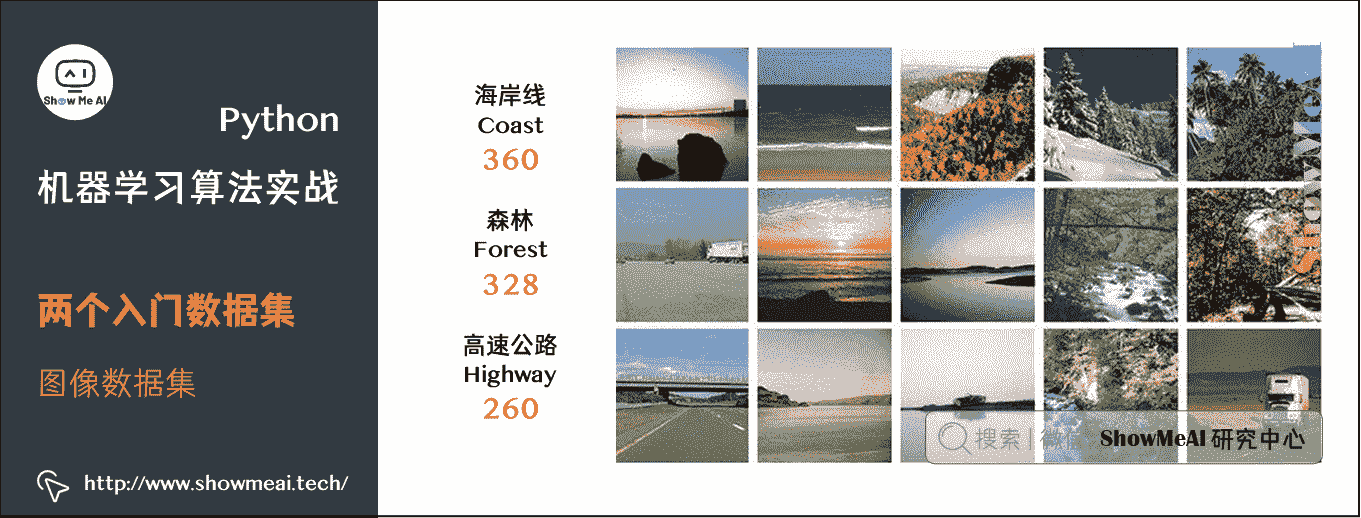 Show Me AI
Python
机器学习算法实战
两个入门数据集
图像数据集
http://www.showmeai.tech/
海岸线
Coast
360
森林
Forest
328
高速公路
Highway
260
ShowMeAI
搜索 | 微信 ShowMeAI 研究中心